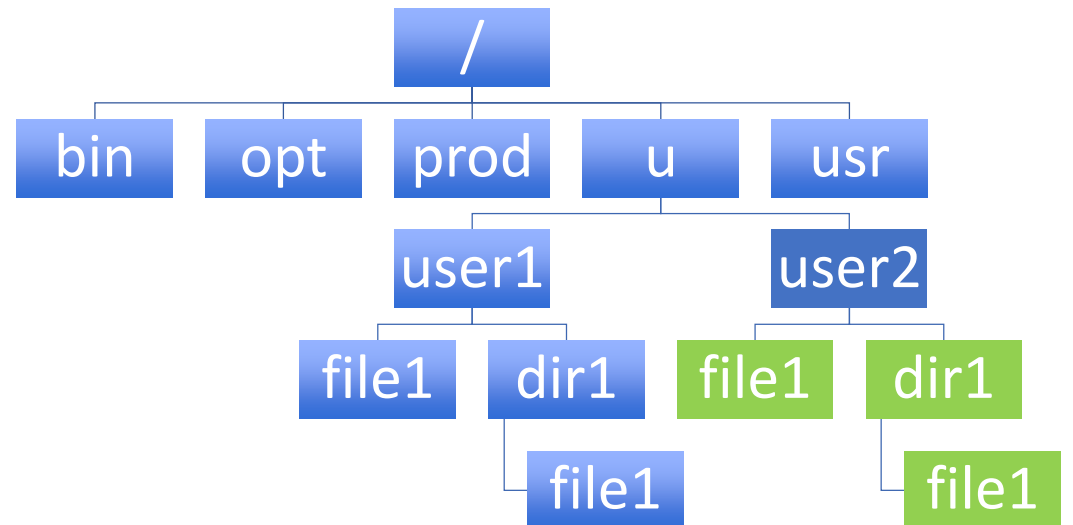 /
bin opt prod u usr
user1 user2
file1 dir1 file1 dir1
file1 file1